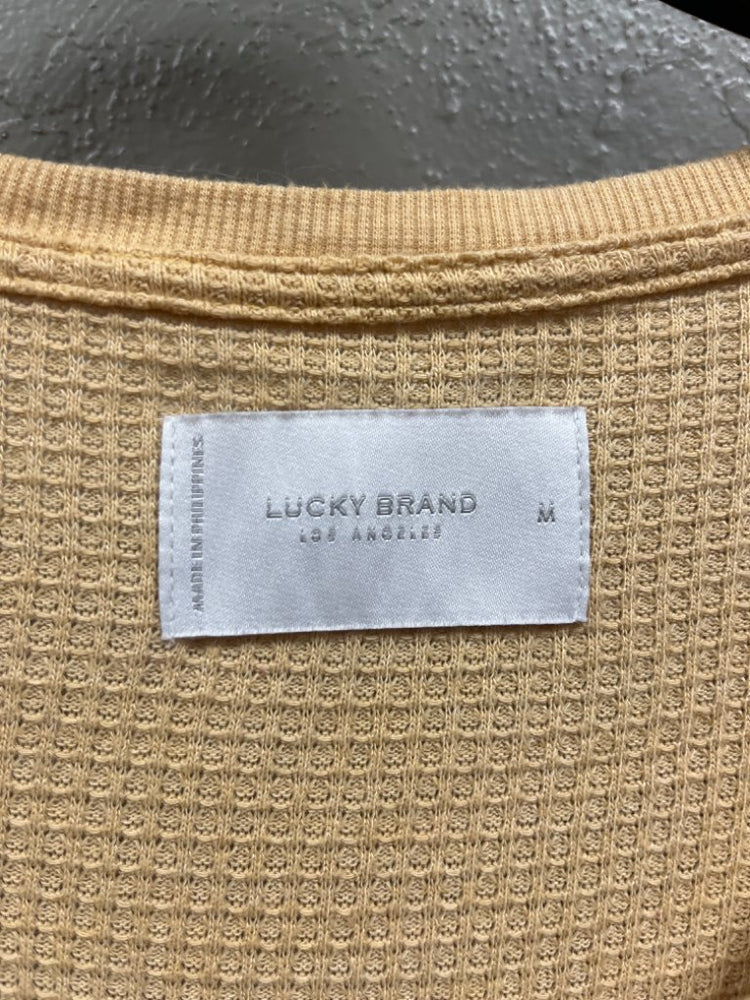 MADE IN PHILIPPINES
LUCKY BRAND
LOS ANGELES
M